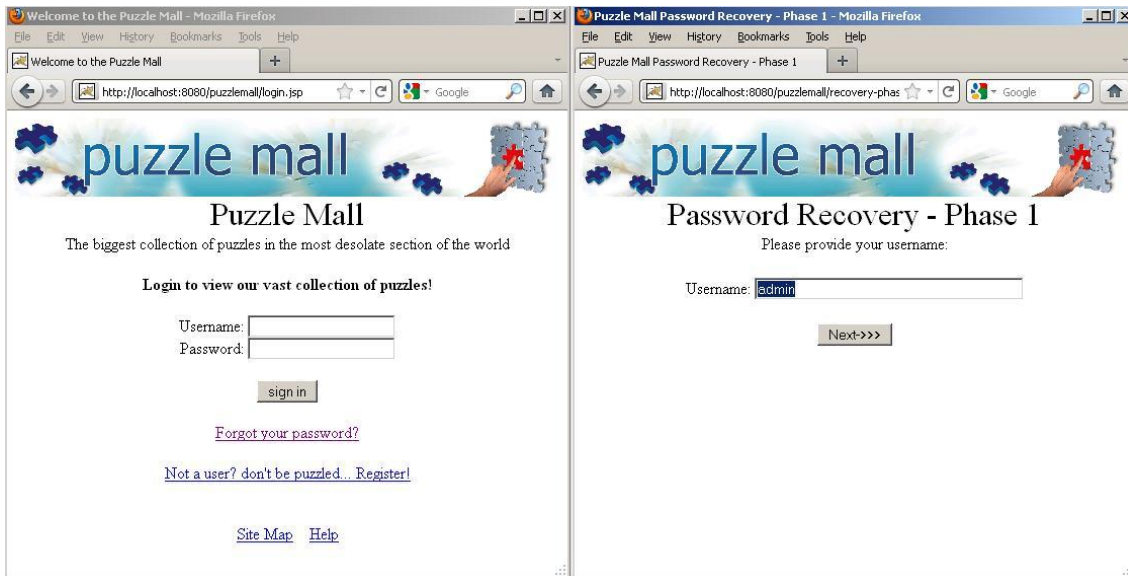 Welcome to the Puzzle Mall - Mozilla Firefox
File Edit View History Bookmarks Tools Help
Welcome to the Puzzle Mall
http://localhost:8080/puzzlemall/login.jsp
Google
puzzle mall
Puzzle Mall
The biggest collection of puzzles in the most desolate section of the world
Login to view our vast collection of puzzles!
Username:
Password:
sign in
Forgot your password?
Not a user? don't be puzzled... Register!
Site Map Help
Puzzle Mall Password Recovery - Phase 1 - Mozilla Firefox
File Edit View History Bookmarks Tools Help
Puzzle Mall Password Recovery - Phase 1
http://localhost:8080/puzzlemall/recovery-phas
Google
puzzle mall
Password Recovery - Phase 1
Please provide your username:
Username: admin
Next->>>